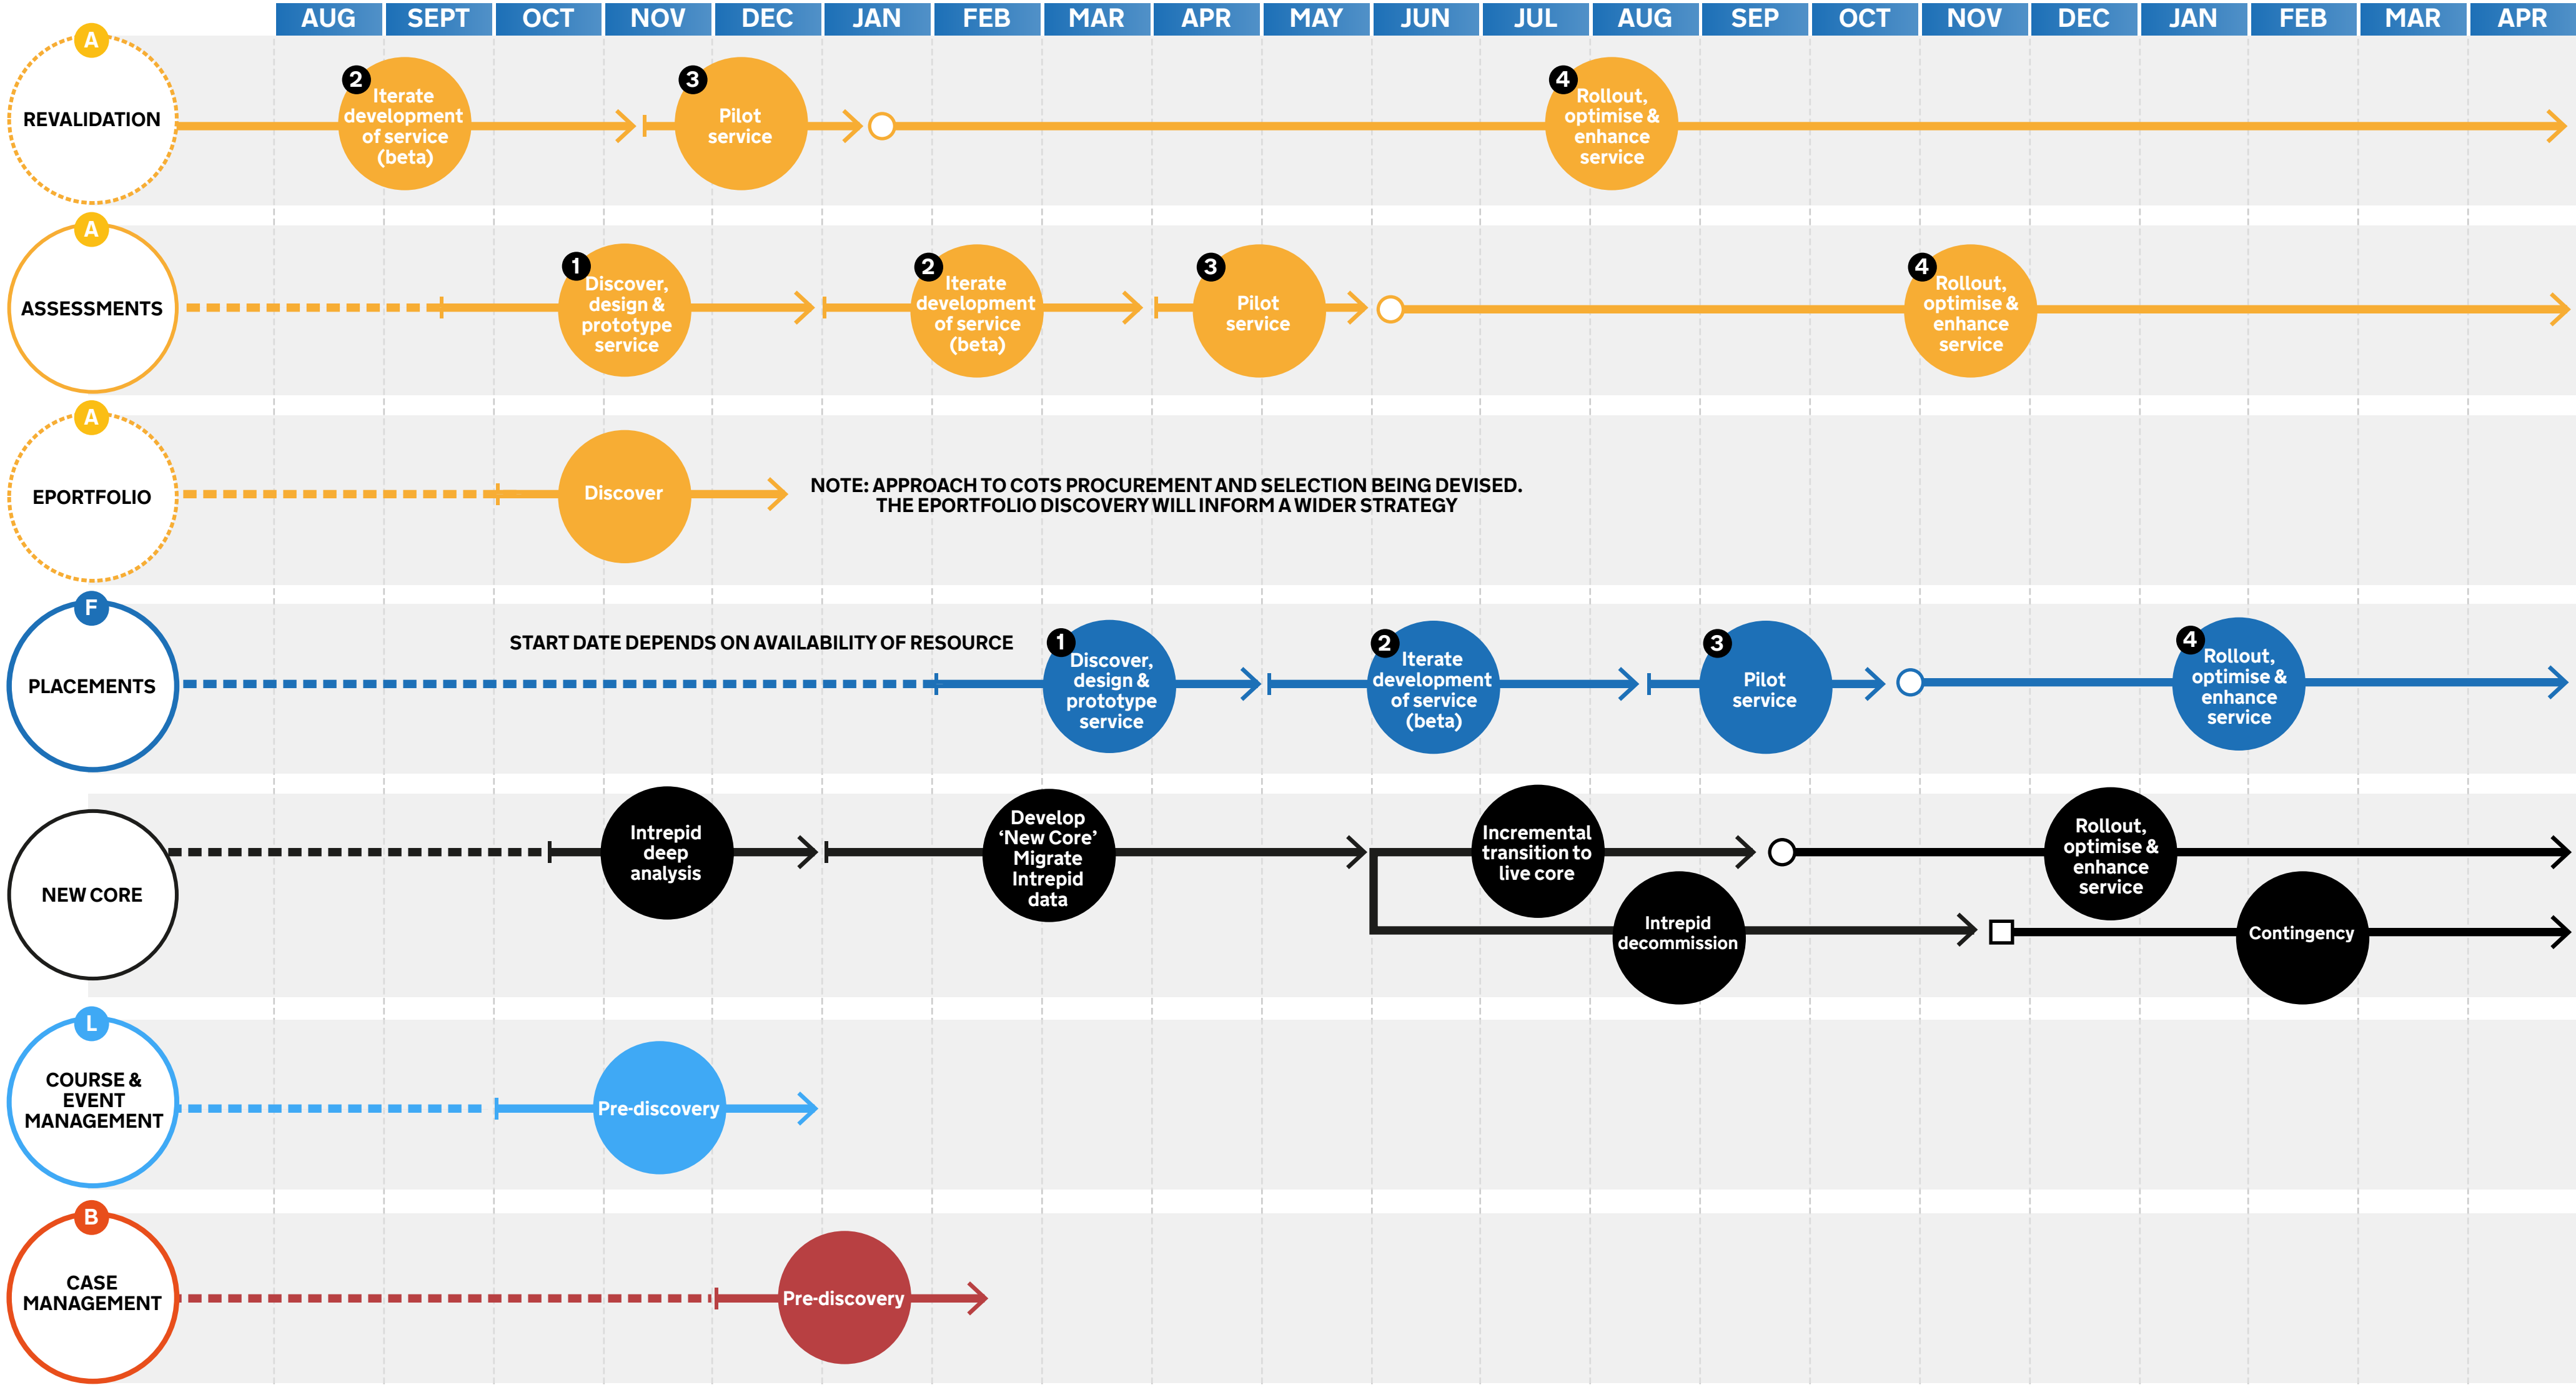 AUG SEPT OCT NOV DEC JAN FEB MAR APR MAY JUN JUL AUG SEP OCT NOV DEC JAN FEB MAR APR
A
REVALIDATION
2
Iterate
development
of service
(beta)
3
Pilot
service
4
Rollout,
optimise &
enhance
service
A
ASSESSMENTS
1
Discover,
design &
prototype
service
2
Iterate
development
of service
(beta)
3
Pilot
service
4
Rollout,
optimise &
enhance
service
A
EPORTFOLIO
Discover
NOTE: APPROACH TO COTS PROCUREMENT AND SELECTION BEING DEVISED.
THE EPORTFOLIO DISCOVERY WILL INFORM A WIDER STRATEGY
F
PLACEMENTS
START DATE DEPENDS ON AVAILABILITY OF RESOURCE
1
Discover,
design &
prototype
service
2
Iterate
development
of service
(beta)
3
Pilot
service
4
Rollout,
optimise &
enhance
service
NEW CORE
Intrepid
deep
analysis
Develop
‘New Core’
Migrate
Intrepid
data
Incremental
transition to
live core
Intrepid
decommission
Rollout,
optimise &
enhance
service
Contingency
L
COURSE &
EVENT
MANAGEMENT
Pre-discovery
B
CASE
MANAGEMENT
Pre-discovery